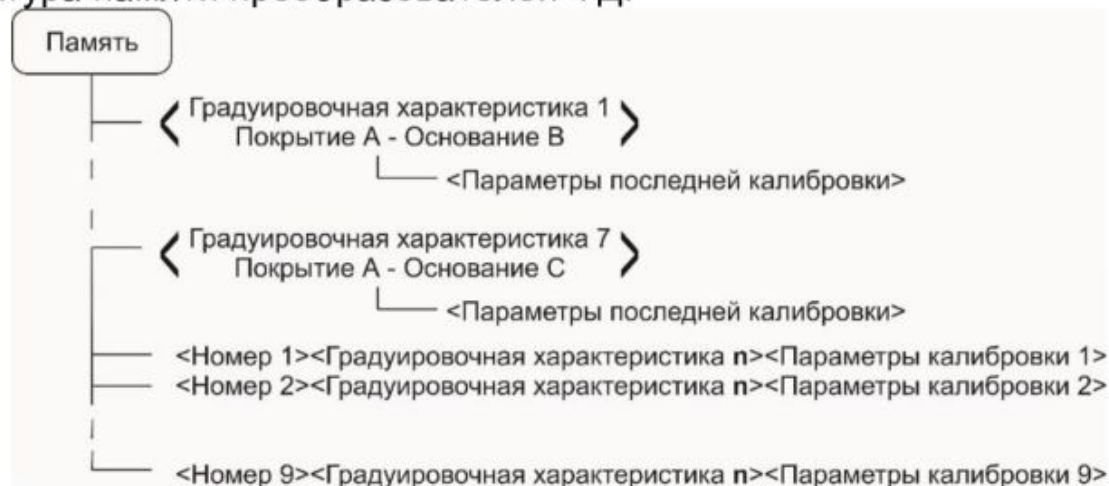 Память
Градуировочная характеристика 1
Покрытие А - Основание В
<Параметры последней калибровки>
Градуировочная характеристика 7
Покрытие А - Основание С
<Параметры последней калибровки>
<Номер 1><Градуировочная характеристика n><Параметры калибровки 1>
<Номер 2><Градуировочная характеристика n><Параметры калибровки 2>
<Номер 9><Градуировочная характеристика n><Параметры калибровки 9>